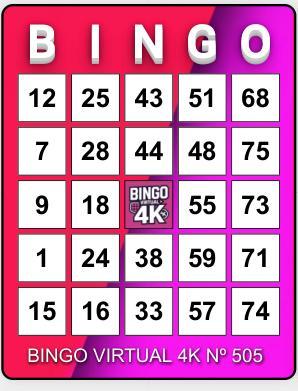 B I N G O
12 25 43 51 68
7 28 44 48 75
9 18 BINGO VIRTUAL 4K 55 73
1 24 38 59 71
15 16 33 57 74
BINGO VIRTUAL 4K Nº 505